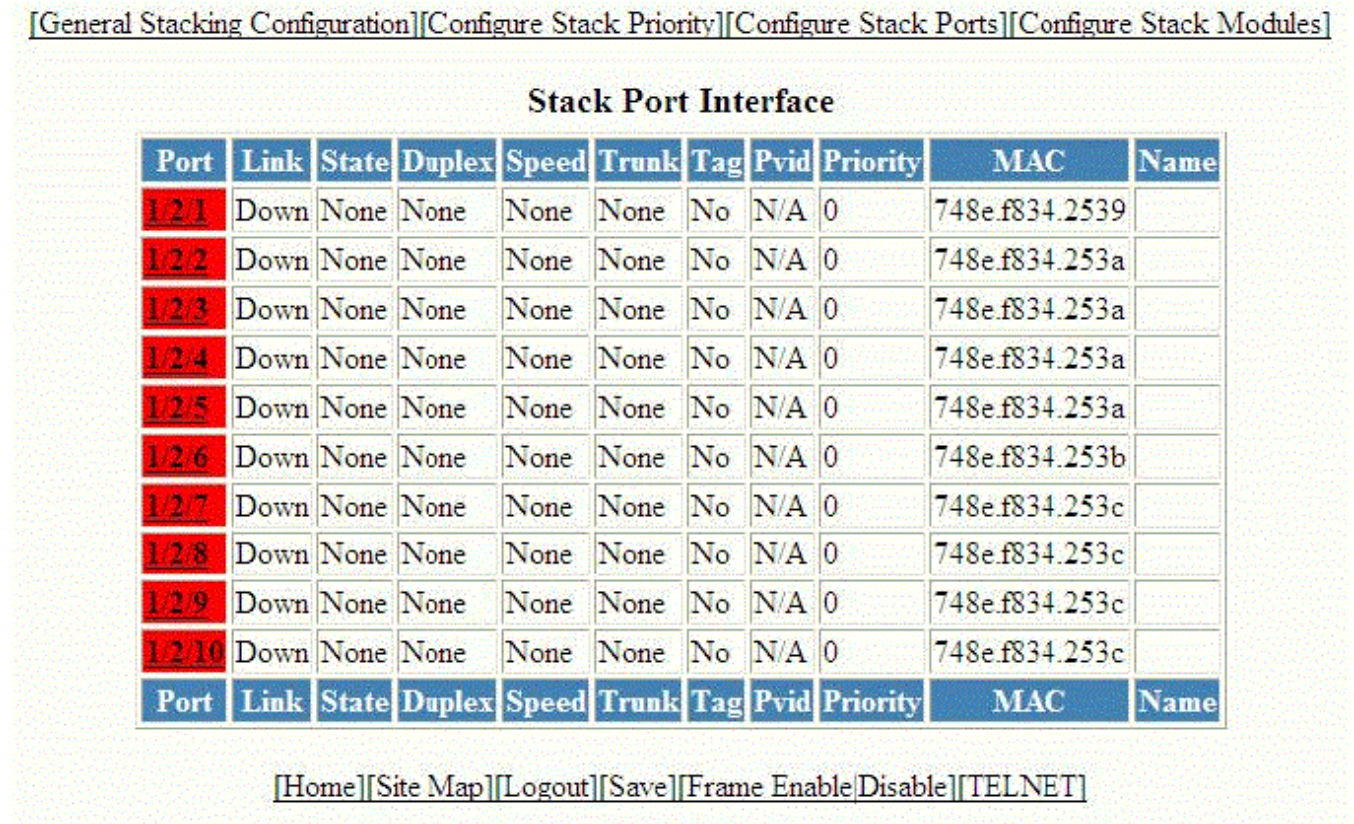 [General Stacking Configuration][Configure Stack Priority][Configure Stack Ports][Configure Stack Modules]
Stack Port Interface
Port Link State Duplex Speed Trunk Tag Pvid Priority MAC Name
1/2/1 Down None None None None No N/A 0 748e.f834.2539
1/2/2 Down None None None None No N/A 0 748e.f834.253a
1/2/3 Down None None None None No N/A 0 748e.f834.253a
1/2/4 Down None None None None No N/A 0 748e.f834.253a
1/2/5 Down None None None None No N/A 0 748e.f834.253a
1/2/6 Down None None None None No N/A 0 748e.f834.253b
1/2/7 Down None None None None No N/A 0 748e.f834.253c
1/2/8 Down None None None None No N/A 0 748e.f834.253c
1/2/9 Down None None None None No N/A 0 748e.f834.253c
1/2/10 Down None None None None No N/A 0 748e.f834.253c
Port Link State Duplex Speed Trunk Tag Pvid Priority MAC Name
[Home][Site Map][Logout][Save][Frame Enable|Disable][TELNET]